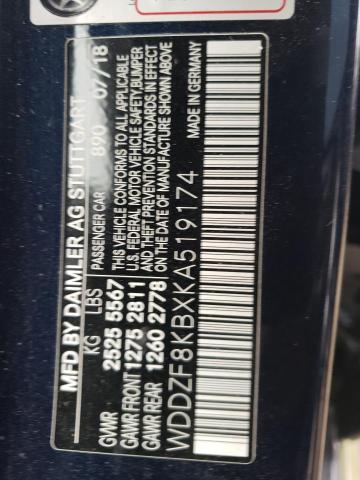 MFD BY DAIMLER AG STUTTGART
KG LBS PASSENGER CAR 890 07/18
GVWR 2525 5567 THIS VEHICLE CONFORMS TO ALL APPLICABLE
GAWR FRONT 1275 2811 U.S. FEDERAL MOTOR VEHICLE SAFETY, BUMPER
GAWR REAR 1260 2778 AND THEFT PREVENTION STANDARDS IN EFFECT
ON THE DATE OF MANUFACTURE SHOWN ABOVE
WDDZF8KBXKA519174
MADE IN GERMANY